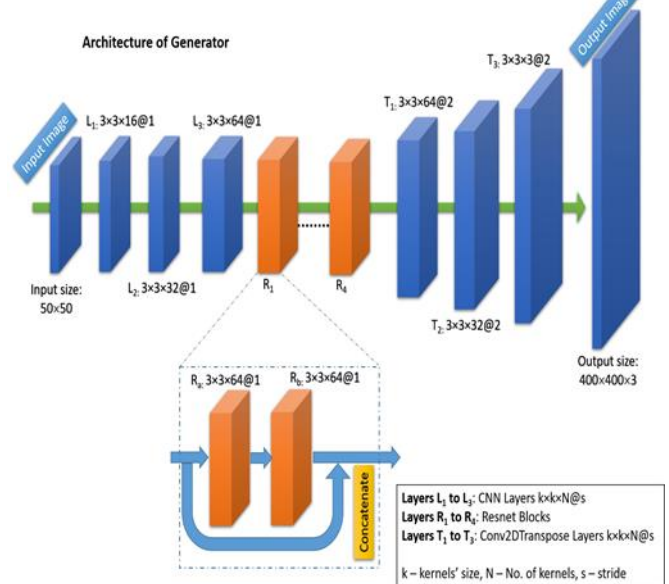 Architecture of Generator
Output Image
T₃: 3×3×3@2
T₁: 3×3×64@2
L₁: 3×3×16@1
L₃: 3×3×64@1
Input Image
Input size:
50×50
L₂: 3×3×32@1
R₁
R₄
T₂: 3×3×32@2
Output size:
400×400×3
Rₐ: 3×3×64@1
R_b: 3×3×64@1
Concatenate
Layers L₁ to L₃: CNN Layers k×k×N@s
Layers R₁ to R₄: Resnet Blocks
Layers T₁ to T₃: Conv2DTranspose Layers k×k×N@s
k – kernels' size, N – No. of kernels, s – stride